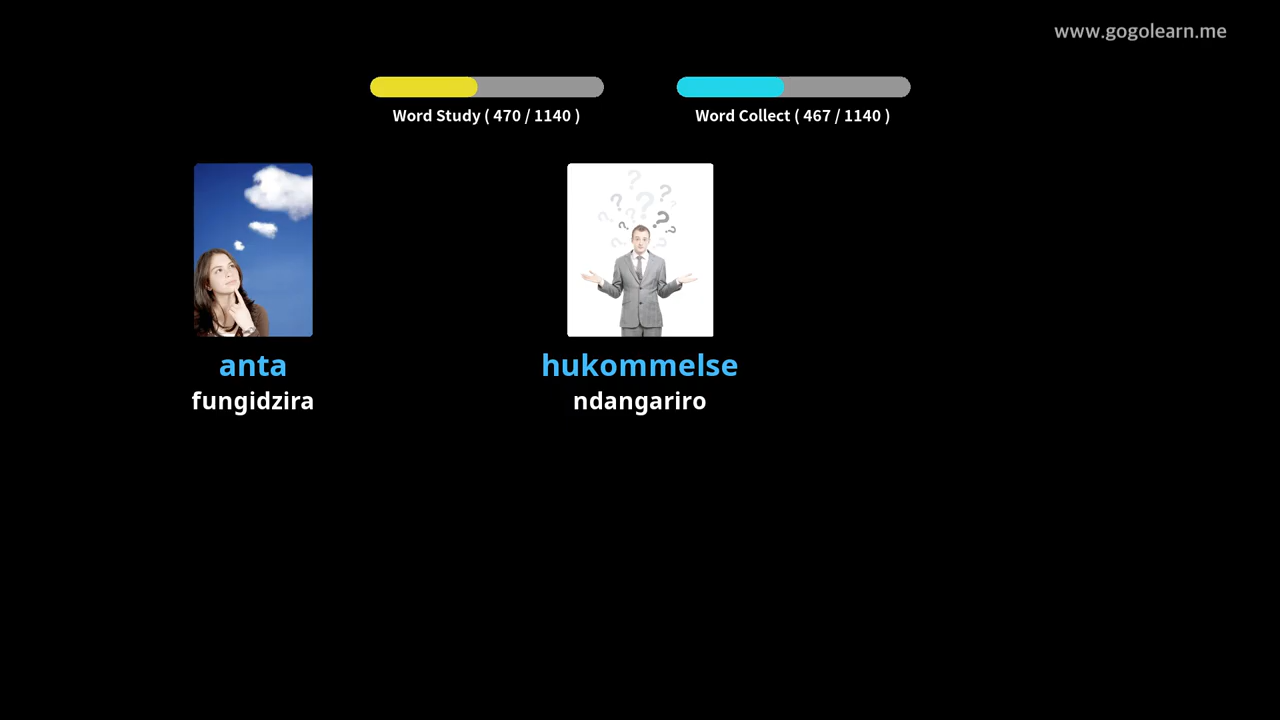 www.gogolearn.me
Word Study ( 470 / 1140 )
Word Collect ( 467 / 1140 )
anta
fungidzira
hukommelse
ndangariro